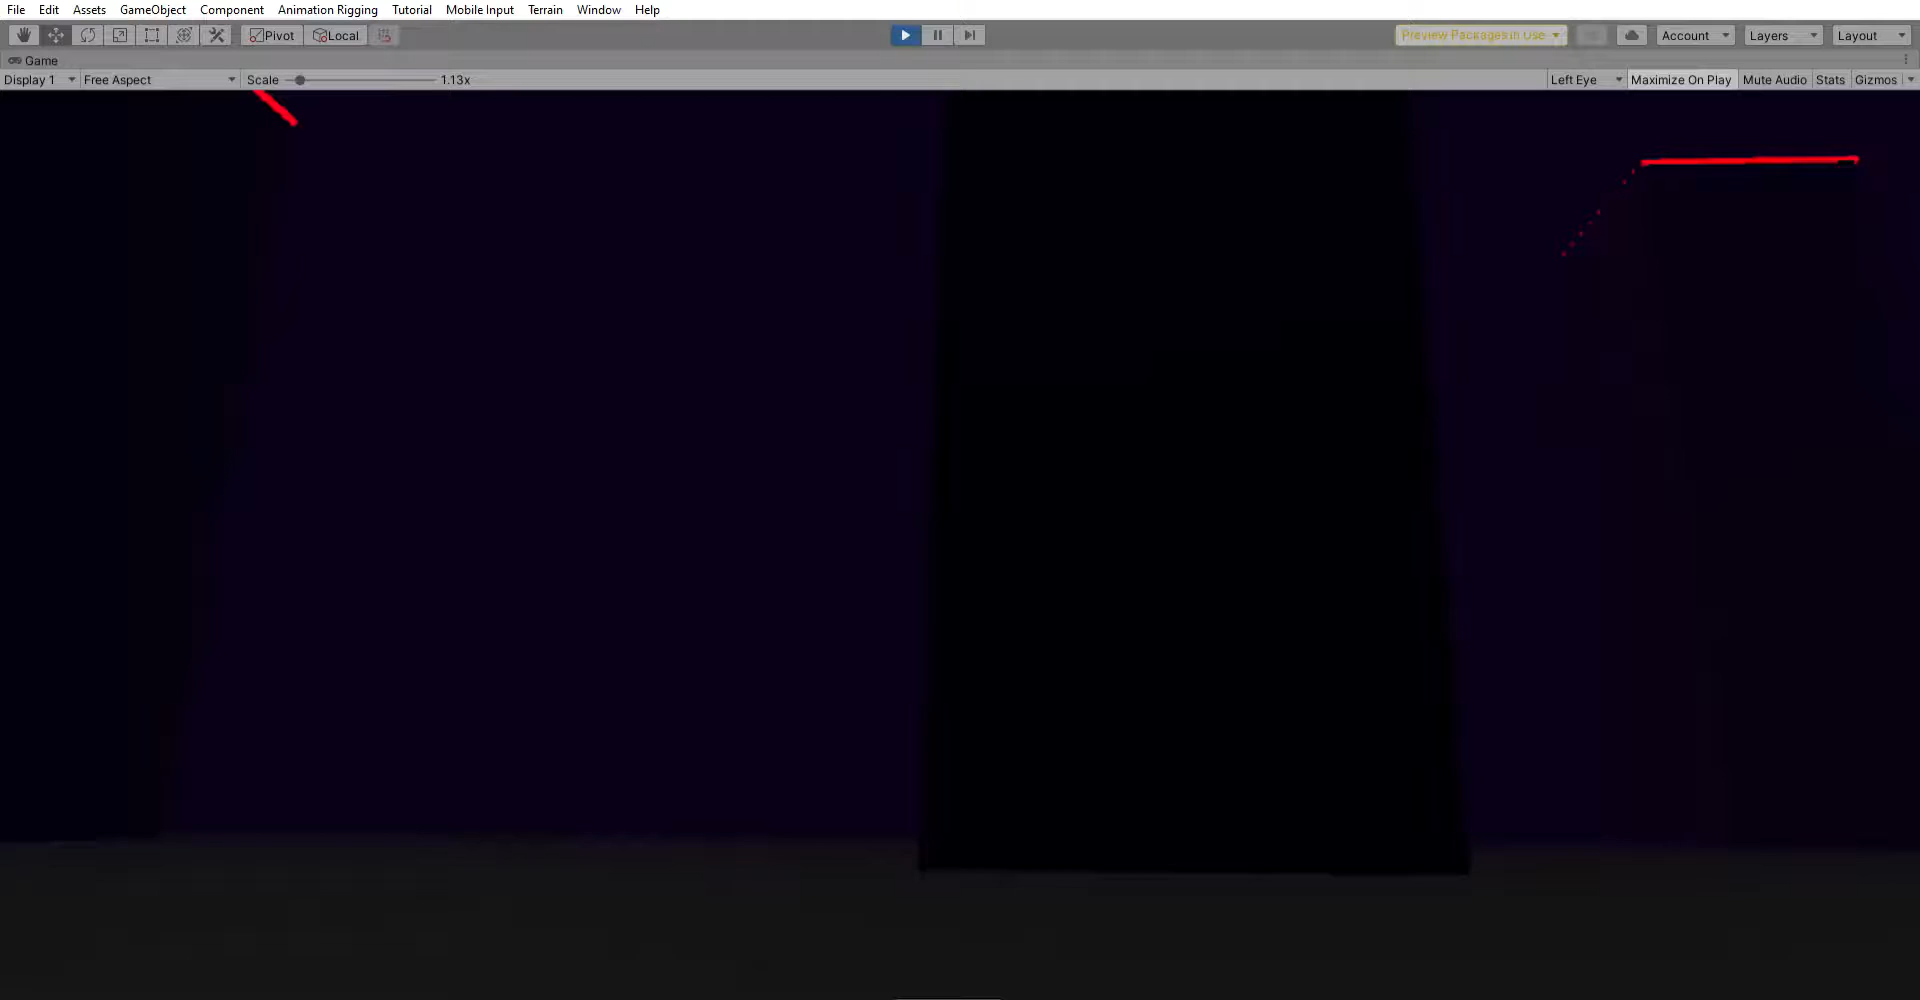 File Edit Assets GameObject Component Animation Rigging Tutorial Mobile Input Terrain Window Help
Pivot Local Preview Packages in Use Account Layers Layout
Game
Display 1 Free Aspect Scale 1.13x Left Eye Maximize On Play Mute Audio Stats Gizmos